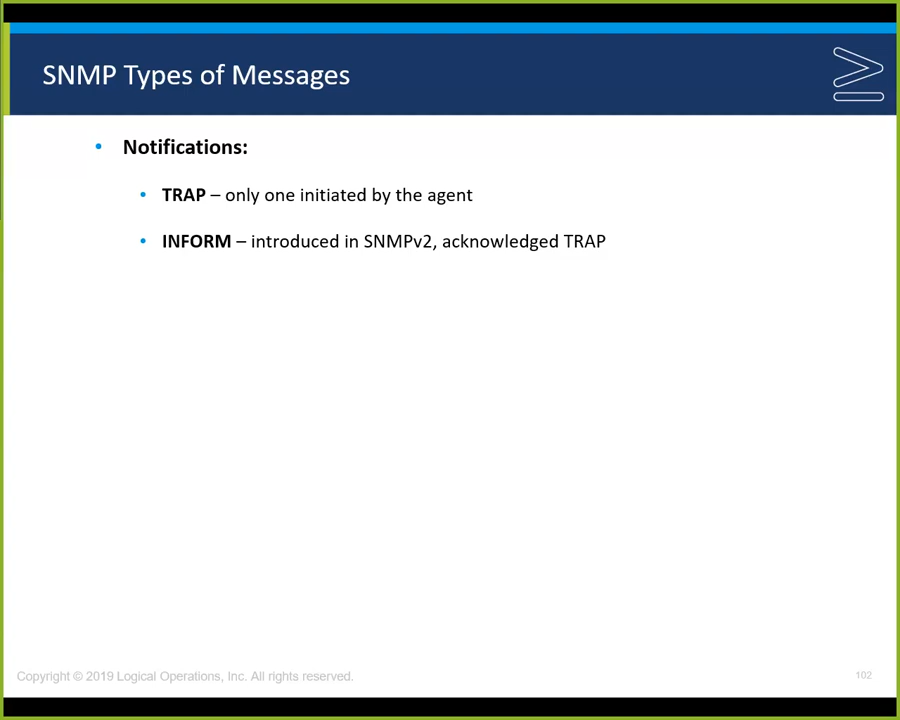 SNMP Types of Messages
• Notifications:
• TRAP – only one initiated by the agent
• INFORM – introduced in SNMPv2, acknowledged TRAP
Copyright © 2019 Logical Operations, Inc. All rights reserved.
102